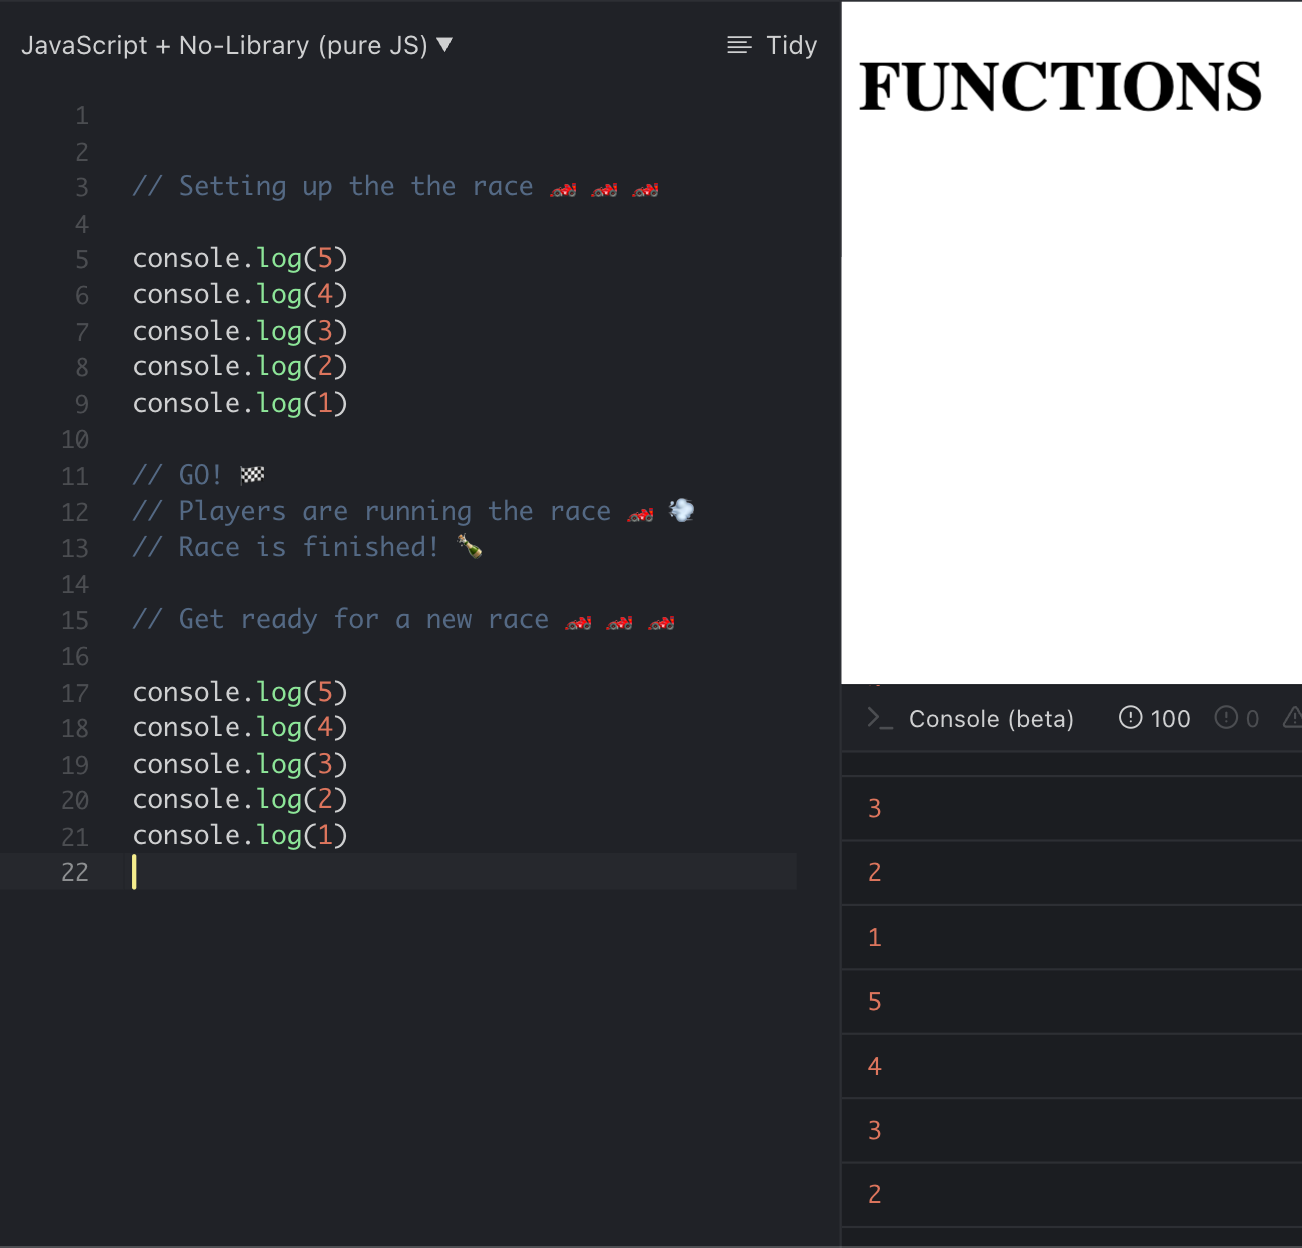 JavaScript + No-Library (pure JS) ▼
Tidy
1
2
3 // Setting up the the race 🏎️ 🏎️ 🏎️
4
5 console.log(5)
6 console.log(4)
7 console.log(3)
8 console.log(2)
9 console.log(1)
10
11 // GO! 🏁
12 // Players are running the race 🏎️ 💨
13 // Race is finished! 🍾
14
15 // Get ready for a new race 🏎️ 🏎️ 🏎️
16
17 console.log(5)
18 console.log(4)
19 console.log(3)
20 console.log(2)
21 console.log(1)
22
FUNCTIONS
>_ Console (beta) 100 0
3
2
1
5
4
3
2